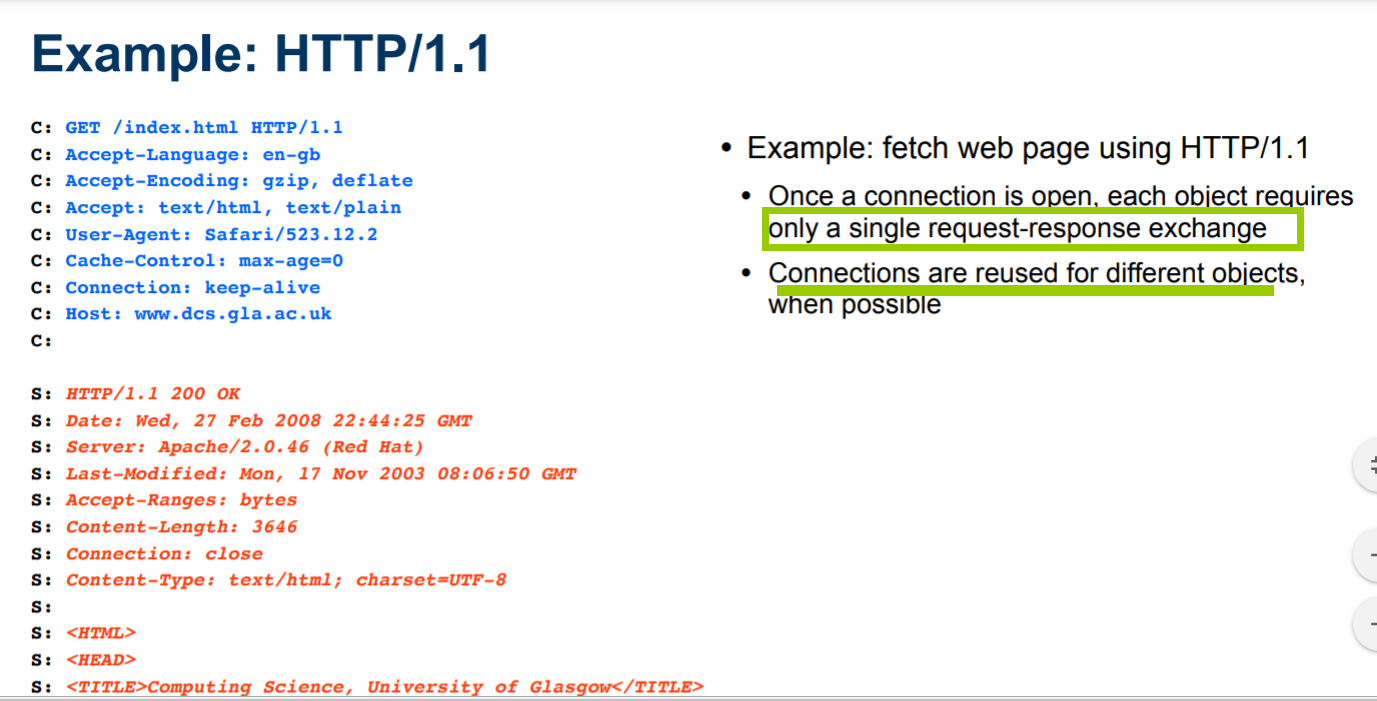 Example: HTTP/1.1
C: GET /index.html HTTP/1.1
C: Accept-Language: en-gb
C: Accept-Encoding: gzip, deflate
C: Accept: text/html, text/plain
C: User-Agent: Safari/523.12.2
C: Cache-Control: max-age=0
C: Connection: keep-alive
C: Host: www.dcs.gla.ac.uk
C:
S: HTTP/1.1 200 OK
S: Date: Wed, 27 Feb 2008 22:44:25 GMT
S: Server: Apache/2.0.46 (Red Hat)
S: Last-Modified: Mon, 17 Nov 2003 08:06:50 GMT
S: Accept-Ranges: bytes
S: Content-Length: 3646
S: Connection: close
S: Content-Type: text/html; charset=UTF-8
S:
S: <HTML>
S: <HEAD>
S: <TITLE>Computing Science, University of Glasgow</TITLE>
• Example: fetch web page using HTTP/1.1
• Once a connection is open, each object requires
only a single request-response exchange
• Connections are reused for different objects,
when possible